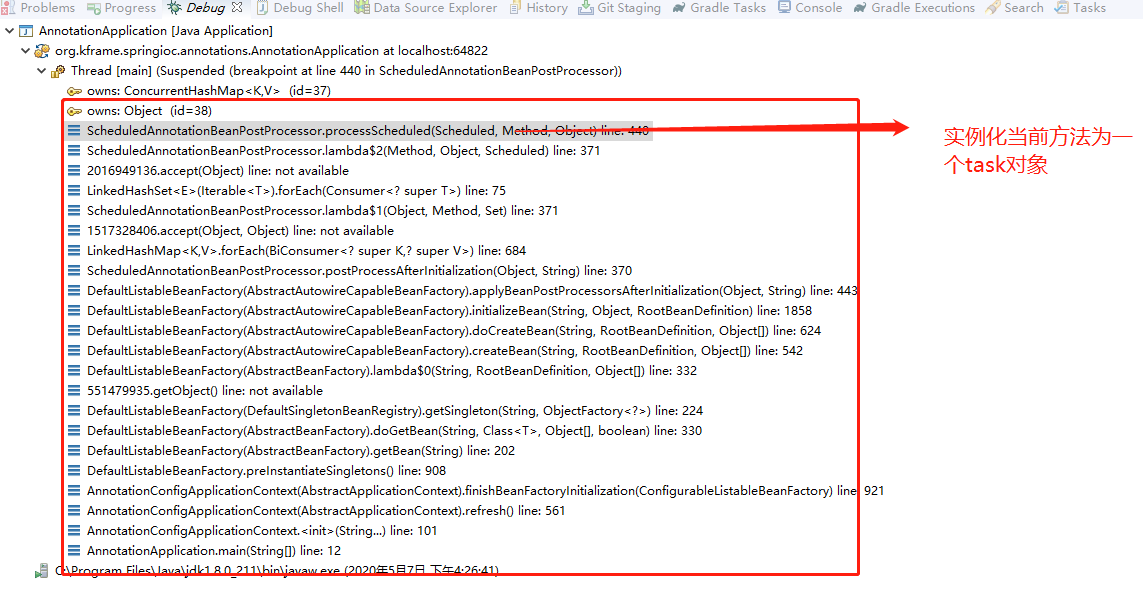 Problems Progress Debug Debug Shell Data Source Explorer History Git Staging Gradle Tasks Console Gradle Executions Search Tasks
AnnotationApplication [Java Application]
org.kframe.springioc.annotations.AnnotationApplication at localhost:64822
Thread [main] (Suspended (breakpoint at line 440 in ScheduledAnnotationBeanPostProcessor))
owns: ConcurrentHashMap<K,V> (id=37)
owns: Object (id=38)
ScheduledAnnotationBeanPostProcessor.processScheduled(Scheduled, Method, Object) line: 440
实例化当前方法为一
个task对象
ScheduledAnnotationBeanPostProcessor.lambda$2(Method, Object, Scheduled) line: 371
2016949136.accept(Object) line: not available
LinkedHashSet<E>(Iterable<T>).forEach(Consumer<? super T>) line: 75
ScheduledAnnotationBeanPostProcessor.lambda$1(Object, Method, Set) line: 371
1517328406.accept(Object, Object) line: not available
LinkedHashMap<K,V>.forEach(BiConsumer<? super K,? super V>) line: 684
ScheduledAnnotationBeanPostProcessor.postProcessAfterInitialization(Object, String) line: 370
DefaultListableBeanFactory(AbstractAutowireCapableBeanFactory).applyBeanPostProcessorsAfterInitialization(Object, String) line: 443
DefaultListableBeanFactory(AbstractAutowireCapableBeanFactory).initializeBean(String, Object, RootBeanDefinition) line: 1858
DefaultListableBeanFactory(AbstractAutowireCapableBeanFactory).doCreateBean(String, RootBeanDefinition, Object[]) line: 624
DefaultListableBeanFactory(AbstractAutowireCapableBeanFactory).createBean(String, RootBeanDefinition, Object[]) line: 542
DefaultListableBeanFactory(AbstractBeanFactory).lambda$0(String, RootBeanDefinition, Object[]) line: 332
551479935.getObject() line: not available
DefaultListableBeanFactory(DefaultSingletonBeanRegistry).getSingleton(String, ObjectFactory<?>) line: 224
DefaultListableBeanFactory(AbstractBeanFactory).doGetBean(String, Class<T>, Object[], boolean) line: 330
DefaultListableBeanFactory(AbstractBeanFactory).getBean(String) line: 202
DefaultListableBeanFactory.preInstantiateSingletons() line: 908
AnnotationConfigApplicationContext(AbstractApplicationContext).finishBeanFactoryInitialization(ConfigurableListableBeanFactory) line: 921
AnnotationConfigApplicationContext(AbstractApplicationContext).refresh() line: 561
AnnotationConfigApplicationContext.<init>(String...) line: 101
AnnotationApplication.main(String[]) line: 12
C:\Program Files\Java\jdk1.8.0_211\bin\javaw.exe (2020年5月7日 下午4:26:41)